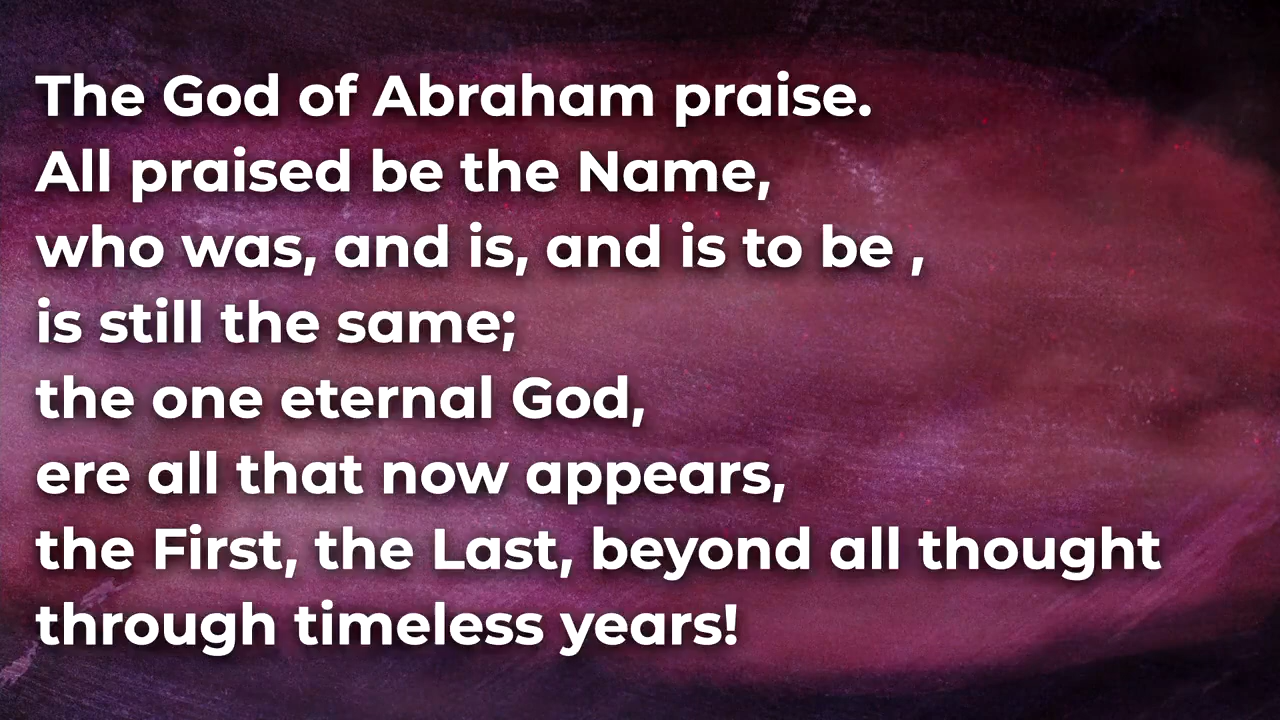 The God of Abraham praise.
All praised be the Name,
who was, and is, and is to be ,
is still the same;
the one eternal God,
ere all that now appears,
the First, the Last, beyond all thought
through timeless years!